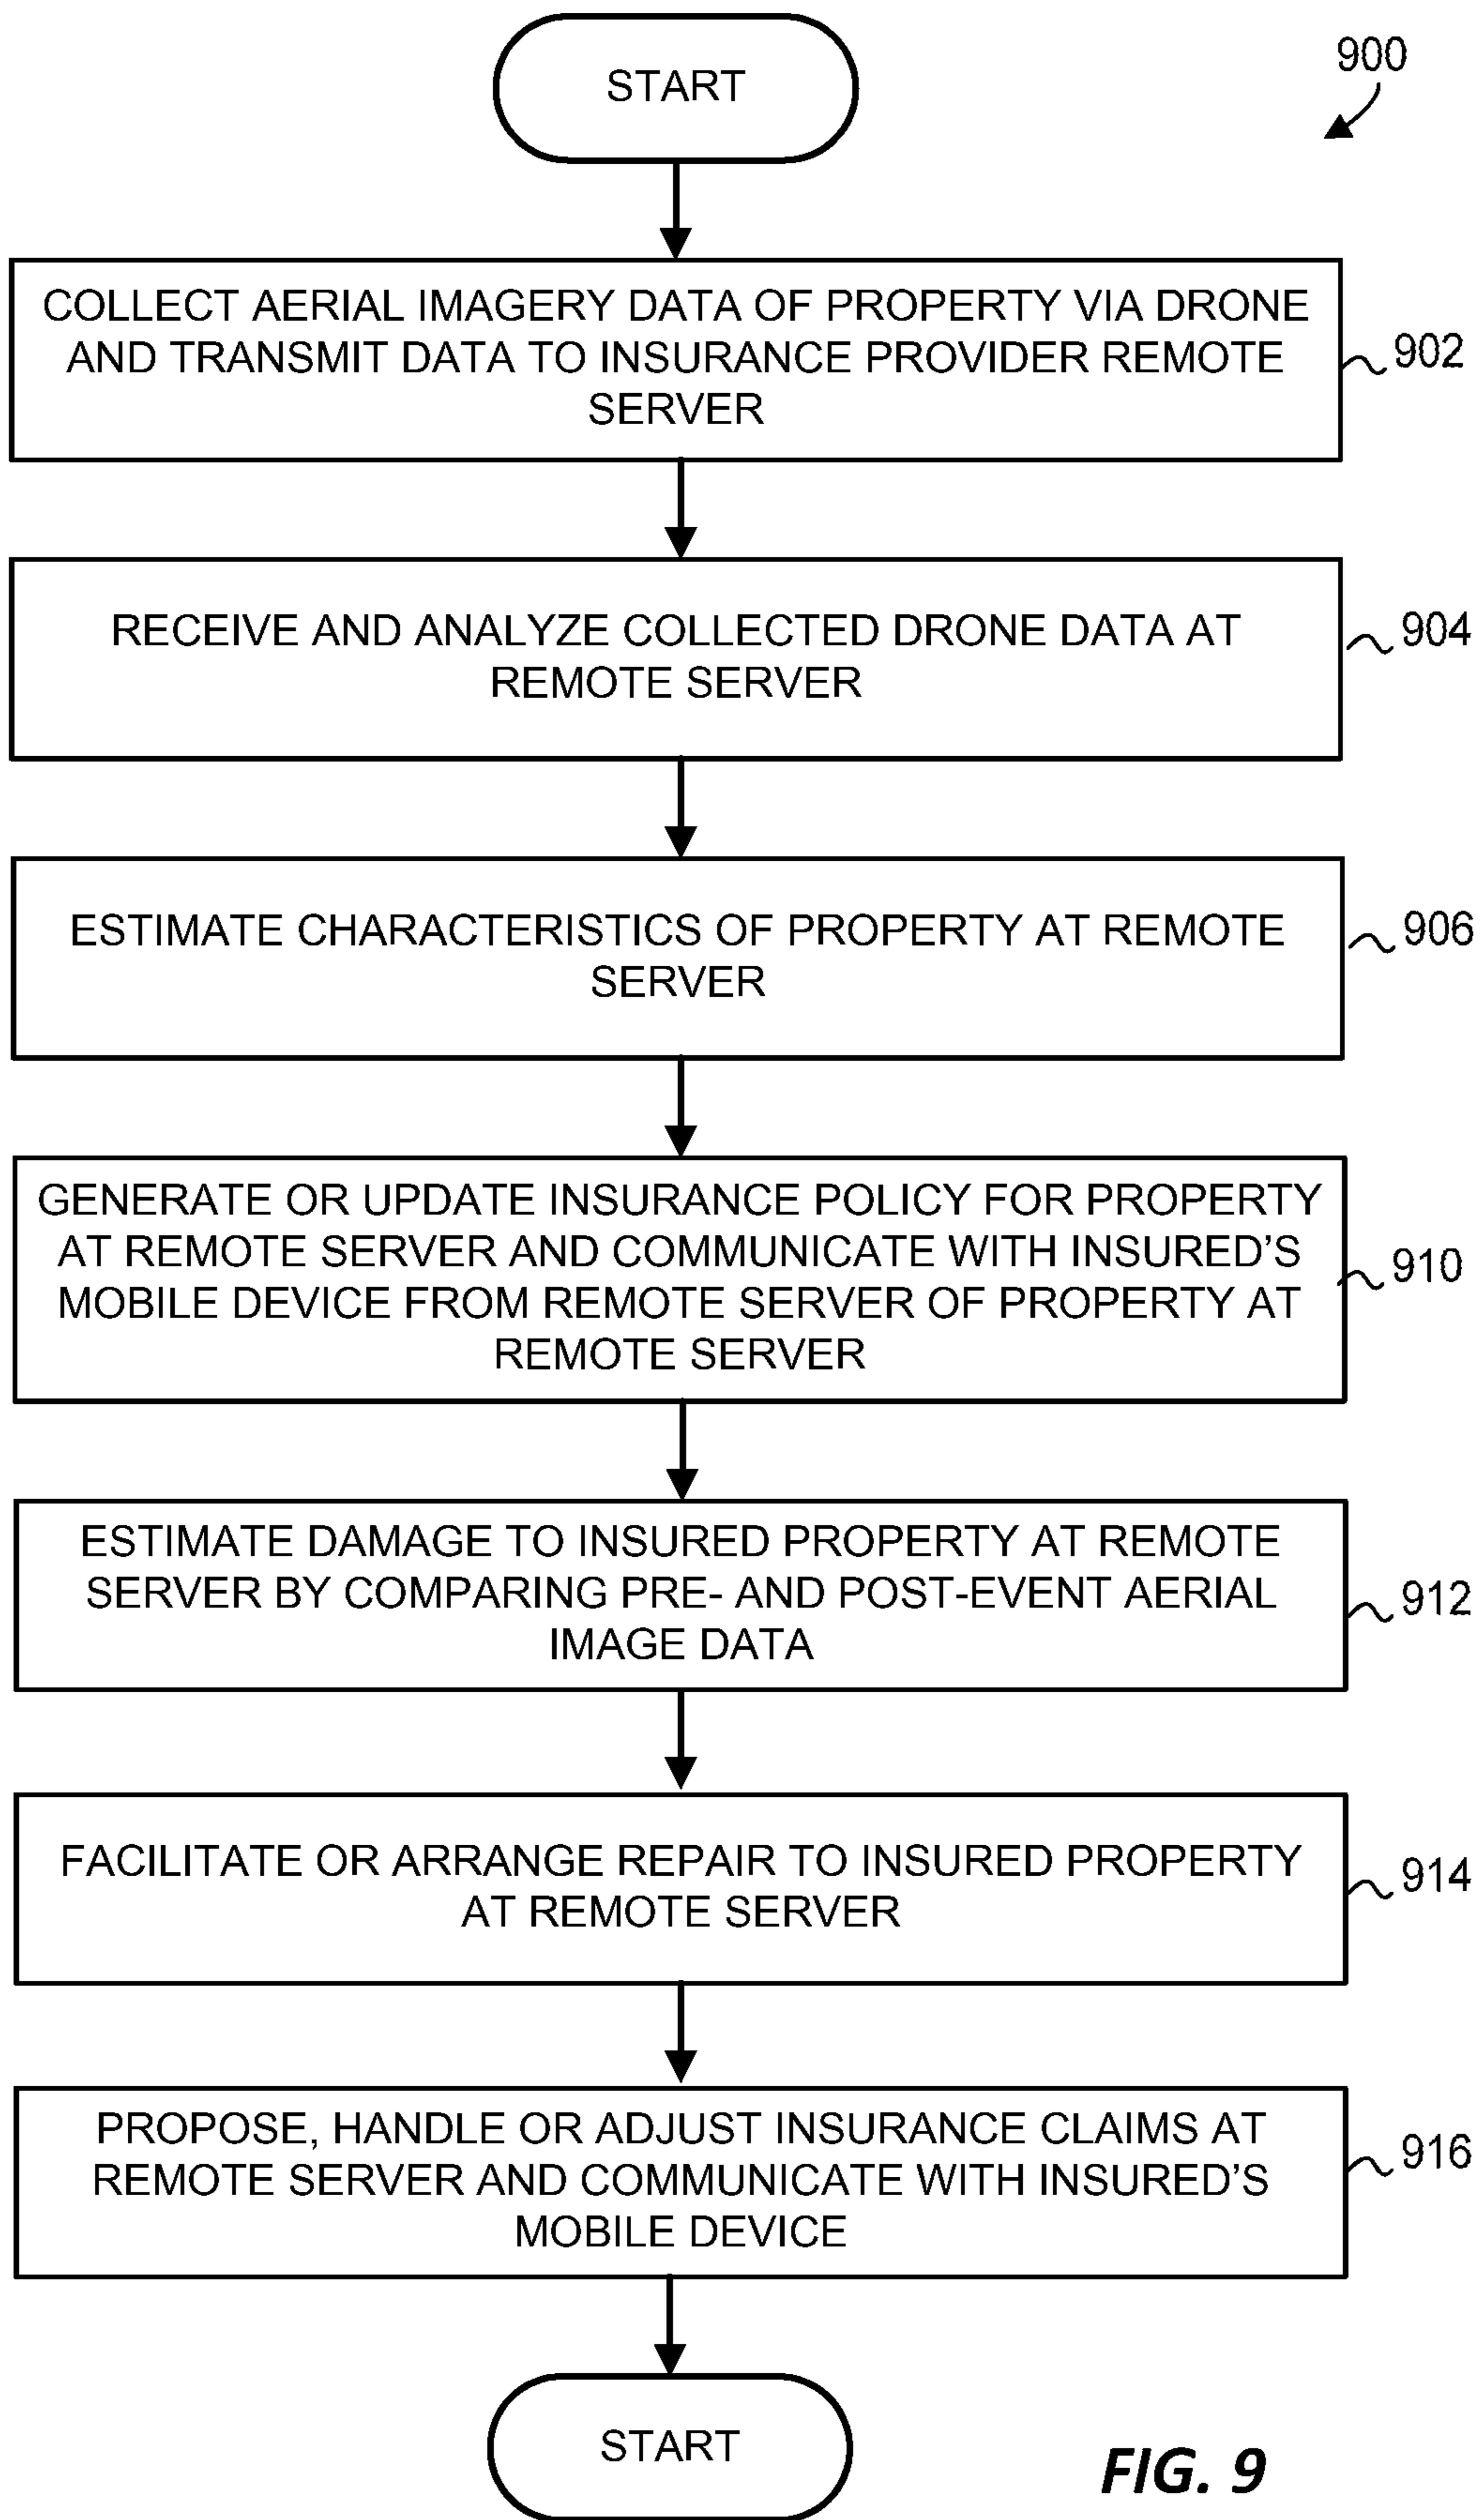 START
900
COLLECT AERIAL IMAGERY DATA OF PROPERTY VIA DRONE
AND TRANSMIT DATA TO INSURANCE PROVIDER REMOTE
SERVER
902
RECEIVE AND ANALYZE COLLECTED DRONE DATA AT
REMOTE SERVER
904
ESTIMATE CHARACTERISTICS OF PROPERTY AT REMOTE
SERVER
906
GENERATE OR UPDATE INSURANCE POLICY FOR PROPERTY
AT REMOTE SERVER AND COMMUNICATE WITH INSURED’S
MOBILE DEVICE FROM REMOTE SERVER OF PROPERTY AT
REMOTE SERVER
910
ESTIMATE DAMAGE TO INSURED PROPERTY AT REMOTE
SERVER BY COMPARING PRE- AND POST-EVENT AERIAL
IMAGE DATA
912
FACILITATE OR ARRANGE REPAIR TO INSURED PROPERTY
AT REMOTE SERVER
914
PROPOSE, HANDLE OR ADJUST INSURANCE CLAIMS AT
REMOTE SERVER AND COMMUNICATE WITH INSURED’S
MOBILE DEVICE
916
START
FIG. 9